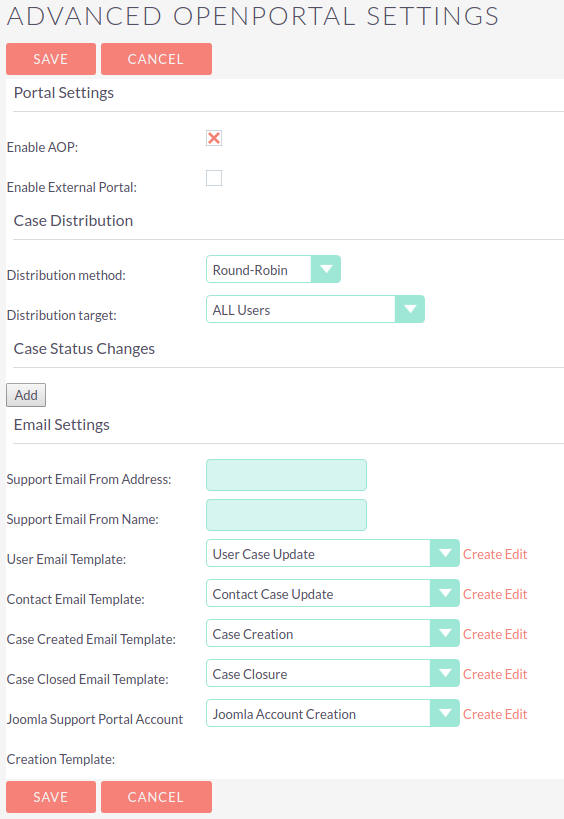 ADVANCED OPENPORTAL SETTINGS
SAVE CANCEL
Portal Settings
Enable AOP:
Enable External Portal:
Case Distribution
Distribution method: Round-Robin
Distribution target: ALL Users
Case Status Changes
Add
Email Settings
Support Email From Address:
Support Email From Name:
User Email Template: User Case Update Create Edit
Contact Email Template: Contact Case Update Create Edit
Case Created Email Template: Case Creation Create Edit
Case Closed Email Template: Case Closure Create Edit
Joomla Support Portal Account Joomla Account Creation Create Edit
Creation Template:
SAVE CANCEL